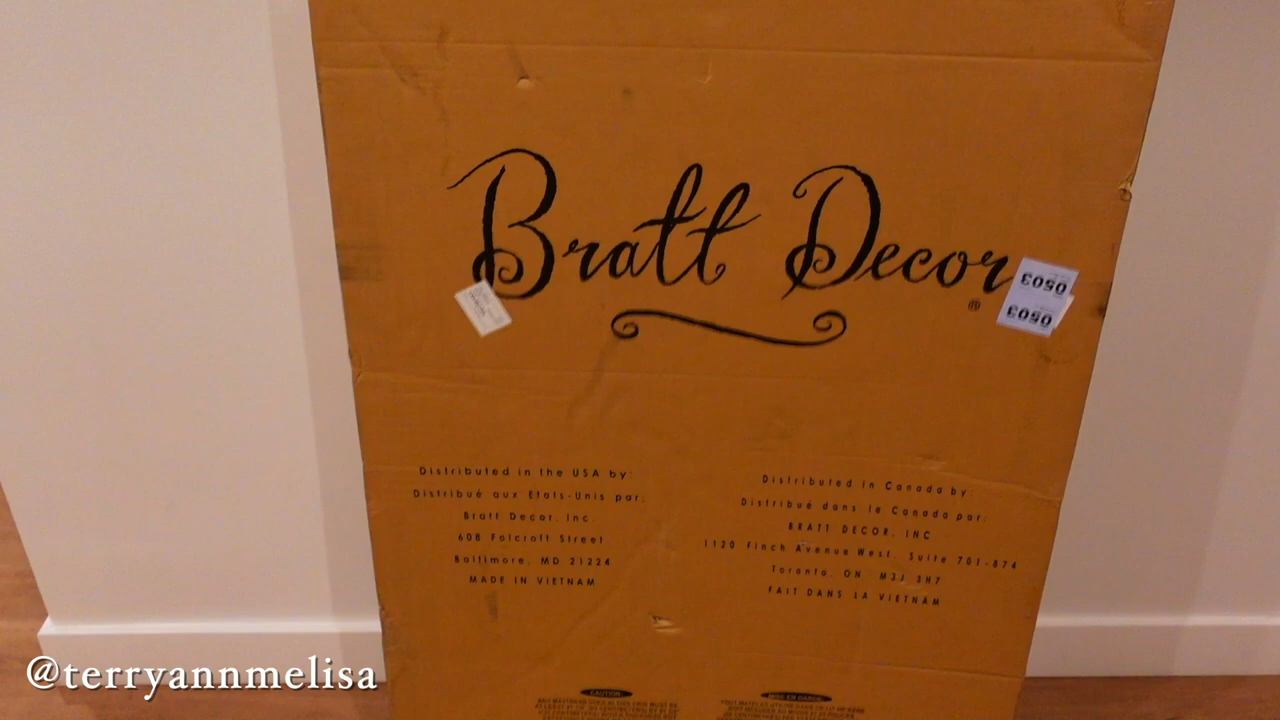 Bratt Decor
®
0503
0503
Distributed in the USA by:
Distribué aux Etats-Unis par:
Bratt Decor, Inc.
608 Folcroft Street
Baltimore, MD 21224
MADE IN VIETNAM
Distributed in Canada by:
Distribué dans le Canada par:
BRATT DECOR, INC
1120 Finch Avenue West, Suite 701-874
Toronto, ON M3J 3H7
FAIT DANS LA VIETNAM
CAUTION
MISE EN GARDE
@terryannmelisa